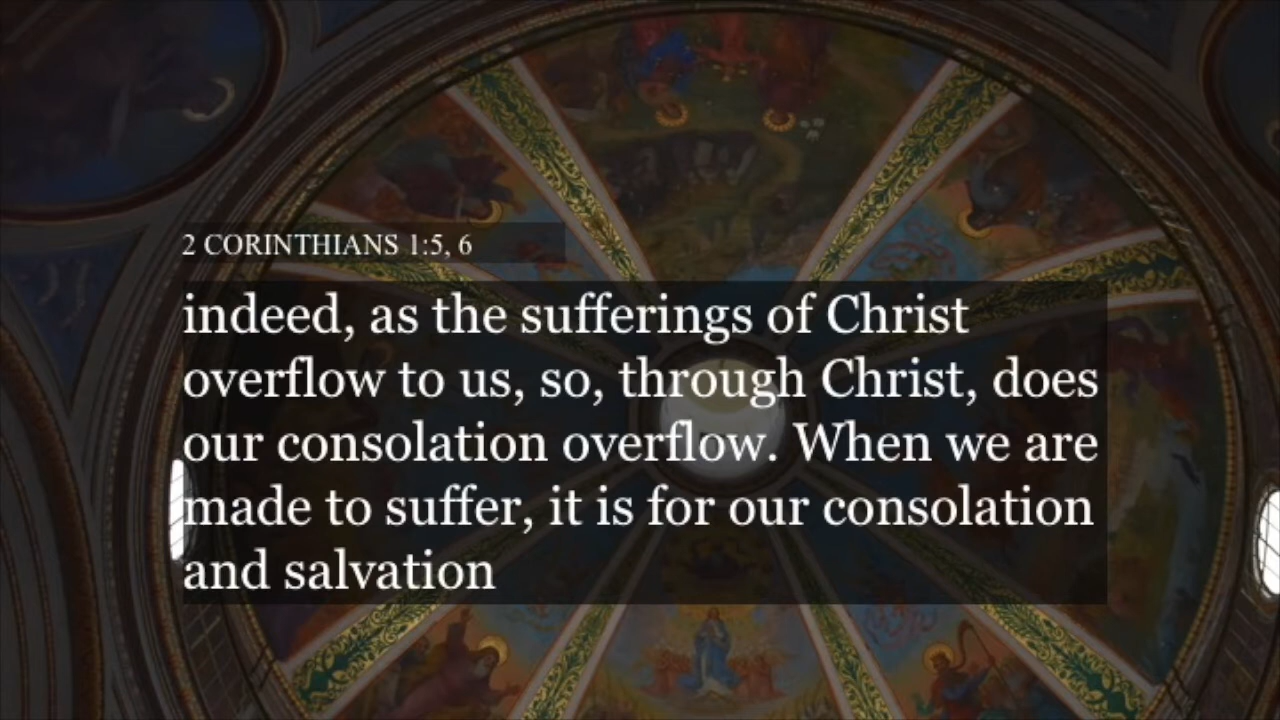 2 CORINTHIANS 1:5, 6
indeed, as the sufferings of Christ
overflow to us, so, through Christ, does
our consolation overflow. When we are
made to suffer, it is for our consolation
and salvation